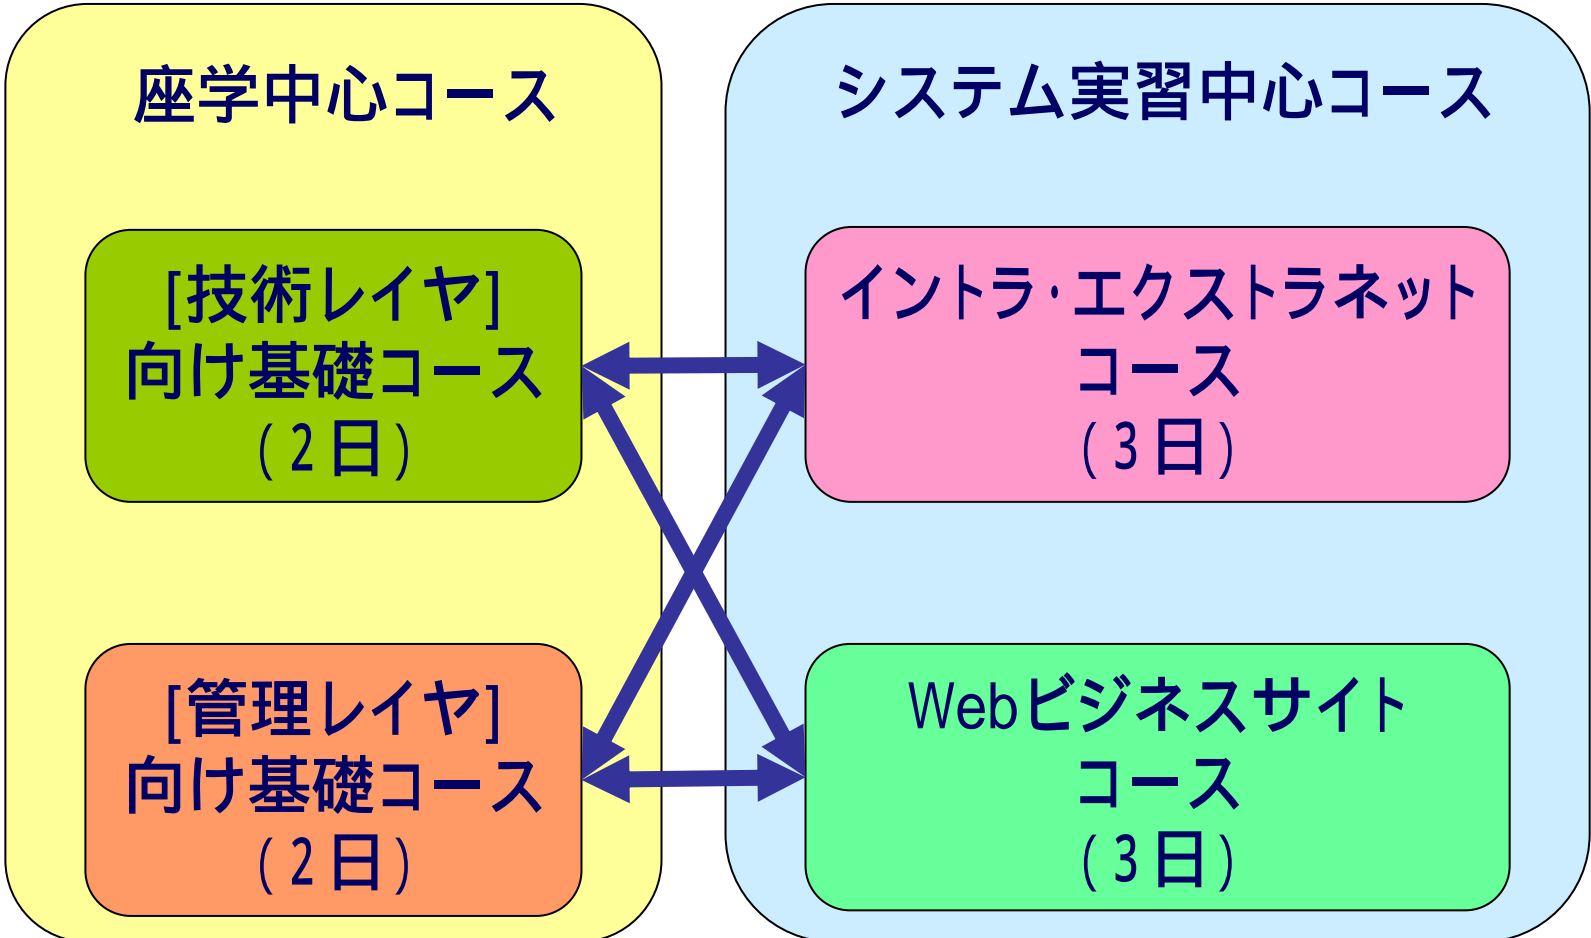 座学中心コース
[技術レイヤ]
向け基礎コース
(2日)
[管理レイヤ]
向け基礎コース
(2日)
システム実習中心コース
イントラ・エクストラネット
コース
(3日)
Webビジネスサイト
コース
(3日)